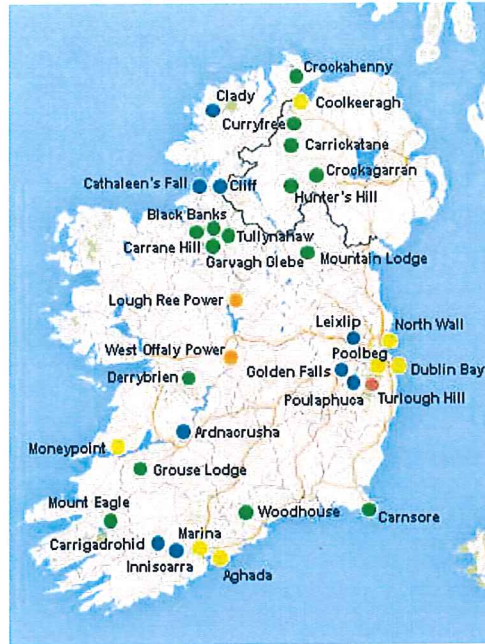 Crockahenny
Clady
Coolkeeragh
Curryfree
Carrickatane
Crockagarran
Cathaleen's Fall
Cliff
Hunter's Hill
Black Banks
Tullynahaw
Carrane Hill
Garvagh Glebe
Mountain Lodge
Lough Ree Power
Leixlip
North Wall
West Offaly Power
Poolbeg
Golden Falls
Dublin Bay
Derrybrien
Poulaphuca
Turlough Hill
Ardnacrusha
Moneypoint
Grouse Lodge
Mount Eagle
Woodhouse
Carnsore
Marina
Carrigadrohid
Inniscarra
Aghada